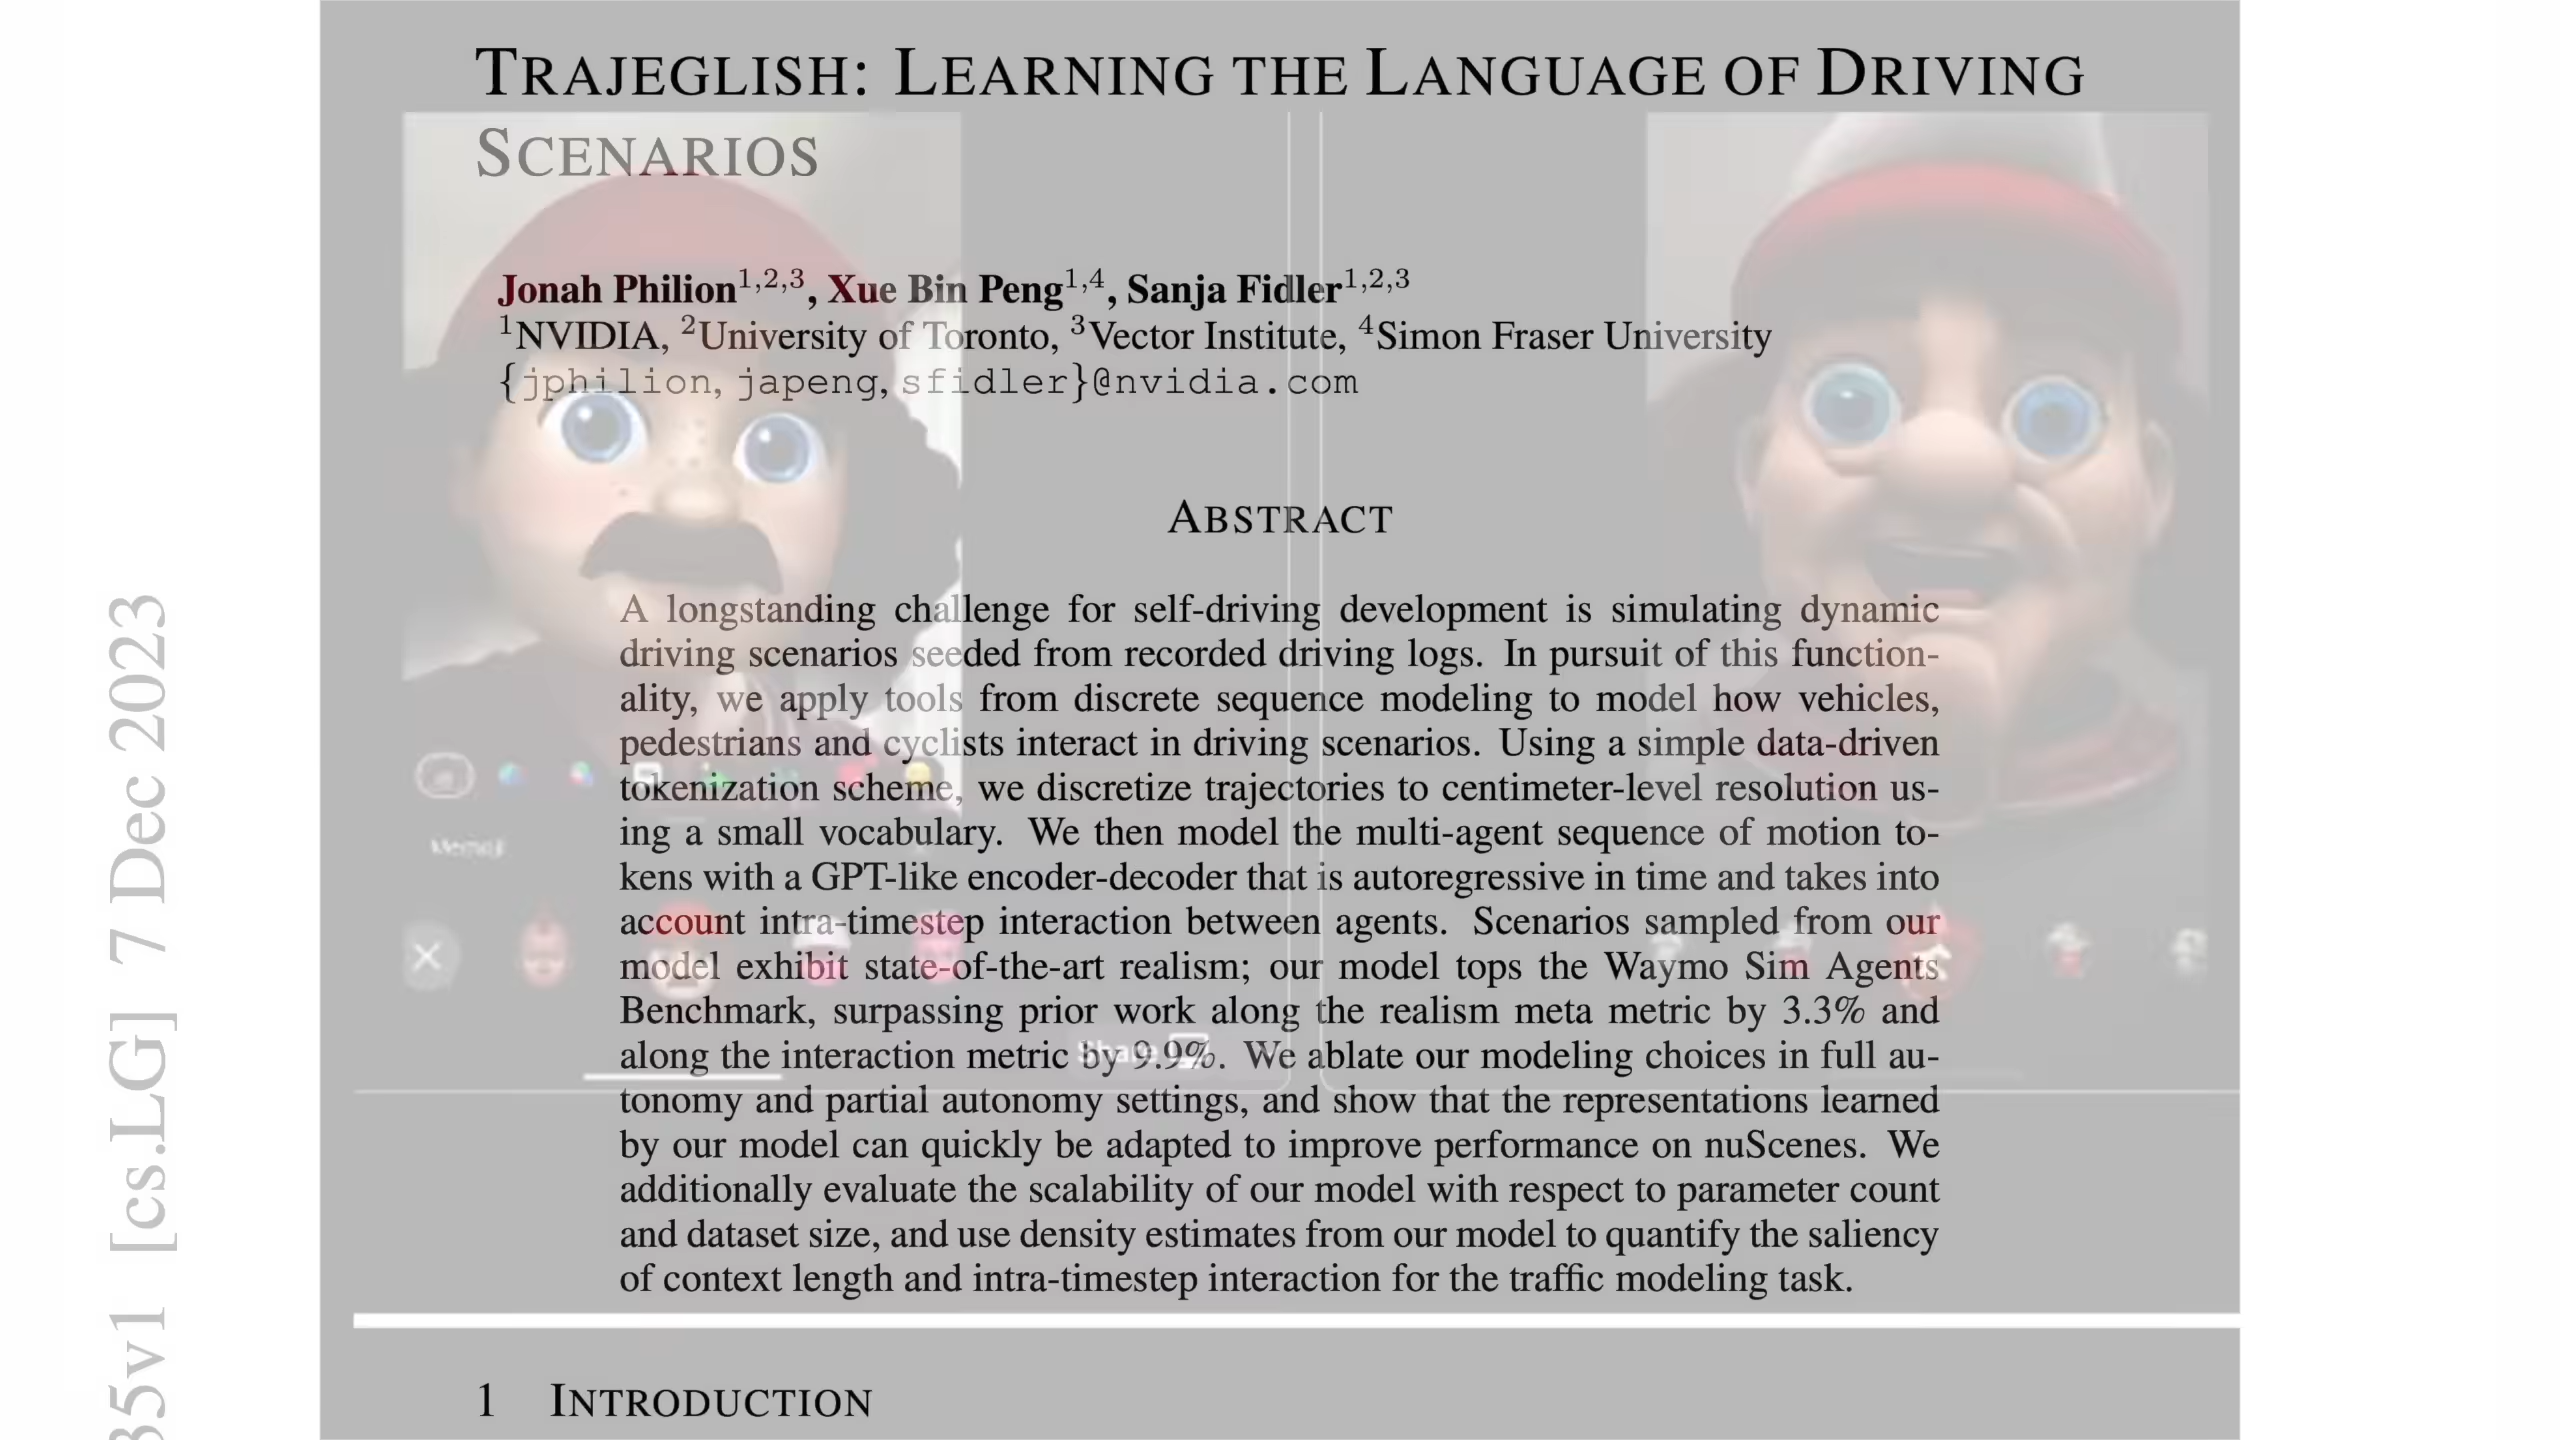 TRAJEGLISH: LEARNING THE LANGUAGE OF DRIVING
SCENARIOS
Jonah Philion1,2,3, Xue Bin Peng1,4, Sanja Fidler1,2,3
1NVIDIA, 2University of Toronto, 3Vector Institute, 4Simon Fraser University
{jphilion, japeng, sfidler}@nvidia.com
ABSTRACT
A longstanding challenge for self-driving development is simulating dynamic
driving scenarios seeded from recorded driving logs. In pursuit of this function-
ality, we apply tools from discrete sequence modeling to model how vehicles,
pedestrians and cyclists interact in driving scenarios. Using a simple data-driven
tokenization scheme, we discretize trajectories to centimeter-level resolution us-
ing a small vocabulary. We then model the multi-agent sequence of motion to-
kens with a GPT-like encoder-decoder that is autoregressive in time and takes into
account intra-timestep interaction between agents. Scenarios sampled from our
model exhibit state-of-the-art realism; our model tops the Waymo Sim Agents
Benchmark, surpassing prior work along the realism meta metric by 3.3% and
along the interaction metric by 9.9%. We ablate our modeling choices in full au-
tonomy and partial autonomy settings, and show that the representations learned
by our model can quickly be adapted to improve performance on nuScenes. We
additionally evaluate the scalability of our model with respect to parameter count
and dataset size, and use density estimates from our model to quantify the saliency
of context length and intra-timestep interaction for the traffic modeling task.
1 INTRODUCTION
35v1 [cs.LG] 7 Dec 2023
Memoji
Share